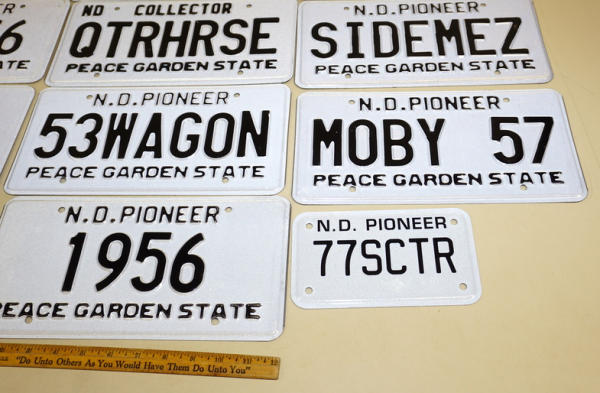 6
ATE
ND COLLECTOR
QTRHRSE
PEACE GARDEN STATE
N.D.PIONEER
SIDEMEZ
PEACE GARDEN STATE
N.D.PIONEER
53WAGON
PEACE GARDEN STATE
N.D.PIONEER
MOBY 57
PEACE GARDEN STATE
N.D.PIONEER
1956
PEACE GARDEN STATE
N.D. PIONEER
77SCTR
"Do Unto Others As You Would Have Them Do Unto You"